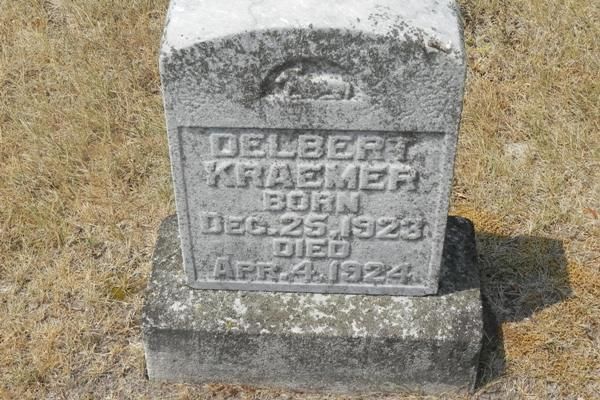 DELBERT
KRAEMER
BORN
DEC. 25, 1923
DIED
APR. 4, 1924